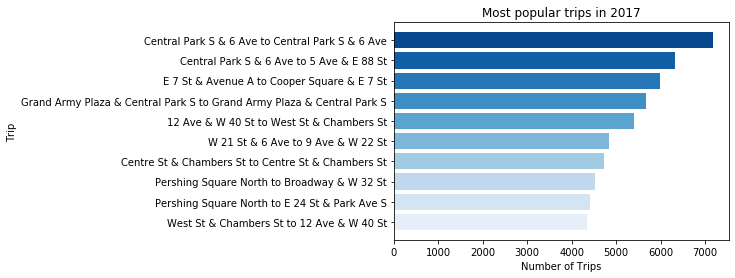 Most popular trips in 2017
Trip
Central Park S & 6 Ave to Central Park S & 6 Ave
Central Park S & 6 Ave to 5 Ave & E 88 St
E 7 St & Avenue A to Cooper Square & E 7 St
Grand Army Plaza & Central Park S to Grand Army Plaza & Central Park S
12 Ave & W 40 St to West St & Chambers St
W 21 St & 6 Ave to 9 Ave & W 22 St
Centre St & Chambers St to Centre St & Chambers St
Pershing Square North to Broadway & W 32 St
Pershing Square North to E 24 St & Park Ave S
West St & Chambers St to 12 Ave & W 40 St
0 1000 2000 3000 4000 5000 6000 7000
Number of Trips